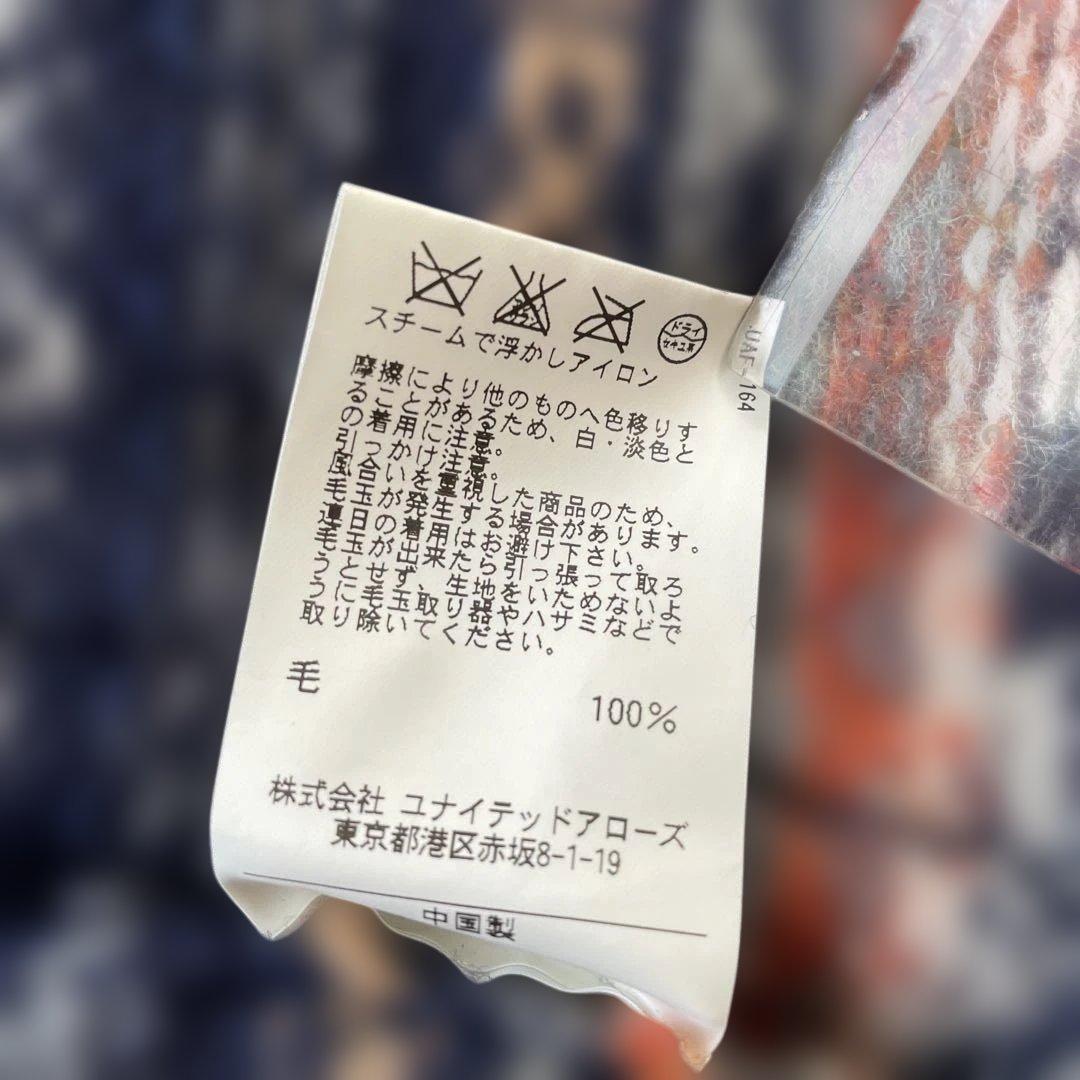 エンソ
サラシ
ドライ
セキユ系
スチームで浮かしアイロン
摩擦により他のものへ色移りす
ることがあるため、白・淡色と
の着用に注意。
引っかけ注意。
風合いを重視した商品のため、
毛玉が発生する場合があります。
連日の着用はお避け下さい。
毛玉が出来たら引っ張って取ろ
うとせず、生地をいためないよ
うに毛玉取り器やハサミなどで
取り除いてください。
毛
100%
株式会社 ユナイテッドアローズ
東京都港区赤坂8-1-19
中国製
UAF-164